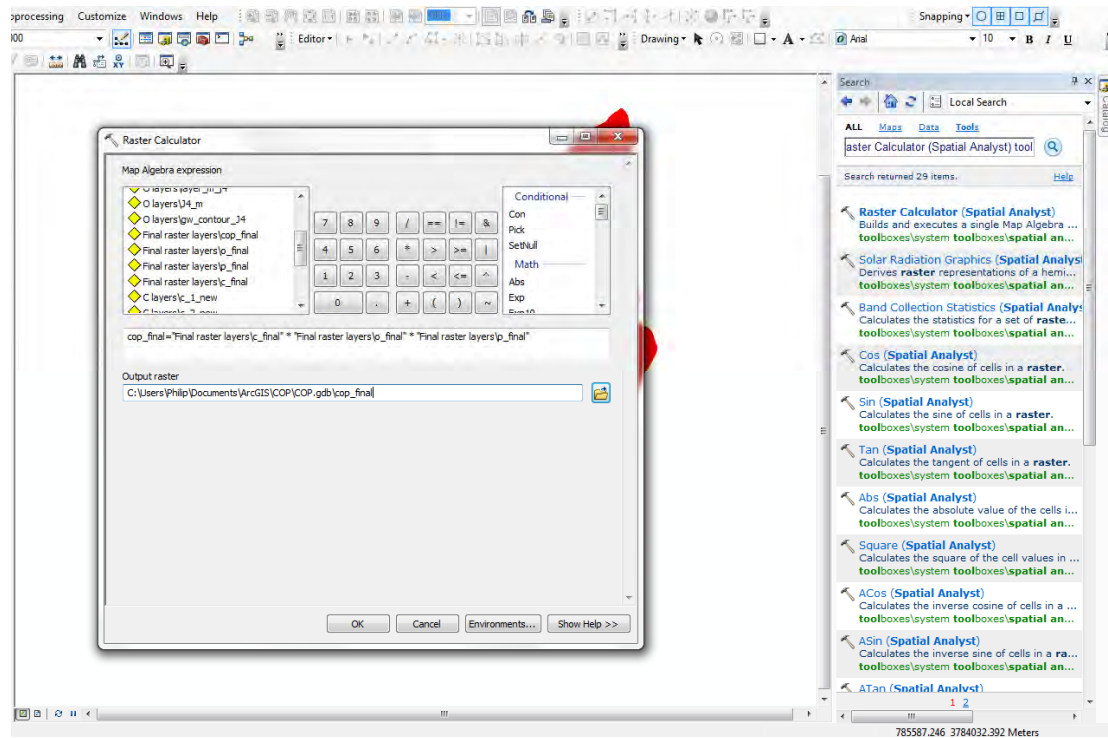 oprocessing Customize Windows Help
Snapping
000
Editor
Drawing
A
Arial
10
B I U
XY
Search
Catalog
Local Search
ALL Maps Data Tools
aster Calculator (Spatial Analyst) tool
Search returned 29 items.
Help
Raster Calculator (Spatial Analyst)
Builds and executes a single Map Algebra ...
toolboxes\system toolboxes\spatial an...
Solar Radiation Graphics (Spatial Analyst
Derives raster representations of a hemi...
toolboxes\system toolboxes\spatial an...
Band Collection Statistics (Spatial Analys
Calculates the statistics for a set of raste...
toolboxes\system toolboxes\spatial an...
Cos (Spatial Analyst)
Calculates the cosine of cells in a raster.
toolboxes\system toolboxes\spatial an...
Sin (Spatial Analyst)
Calculates the sine of cells in a raster.
toolboxes\system toolboxes\spatial an...
Tan (Spatial Analyst)
Calculates the tangent of cells in a raster.
toolboxes\system toolboxes\spatial an...
Abs (Spatial Analyst)
Calculates the absolute value of the cells i...
toolboxes\system toolboxes\spatial an...
Square (Spatial Analyst)
Calculates the square of the cell values in ...
toolboxes\system toolboxes\spatial an...
ACos (Spatial Analyst)
Calculates the inverse cosine of cells in a ...
toolboxes\system toolboxes\spatial an...
ASin (Spatial Analyst)
Calculates the inverse sine of cells in a ra...
toolboxes\system toolboxes\spatial an...
ATan (Spatial Analyst)
1 2
Raster Calculator
Map Algebra expression
O layers\layer_m_J4
O layers\J4_m
O layers\gw_contour_J4
Final raster layers\cop_final
Final raster layers\o_final
Final raster layers\p_final
Final raster layers\c_final
C layers\c_1_new
C layers\c_2_new
7 8 9 / == != &
4 5 6 * > >= |
1 2 3 - < <= ^
0 . + ( ) ~
Conditional
Con
Pick
SetNull
Math
Abs
Exp
Exp10
cop_final="Final raster layers\c_final" * "Final raster layers\o_final" * "Final raster layers\p_final"
Output raster
C:\Users\Philip\Documents\ArcGIS\COP\COP.gdb\cop_final
OK
Cancel
Environments...
Show Help >>
785587.246 3784032.392 Meters